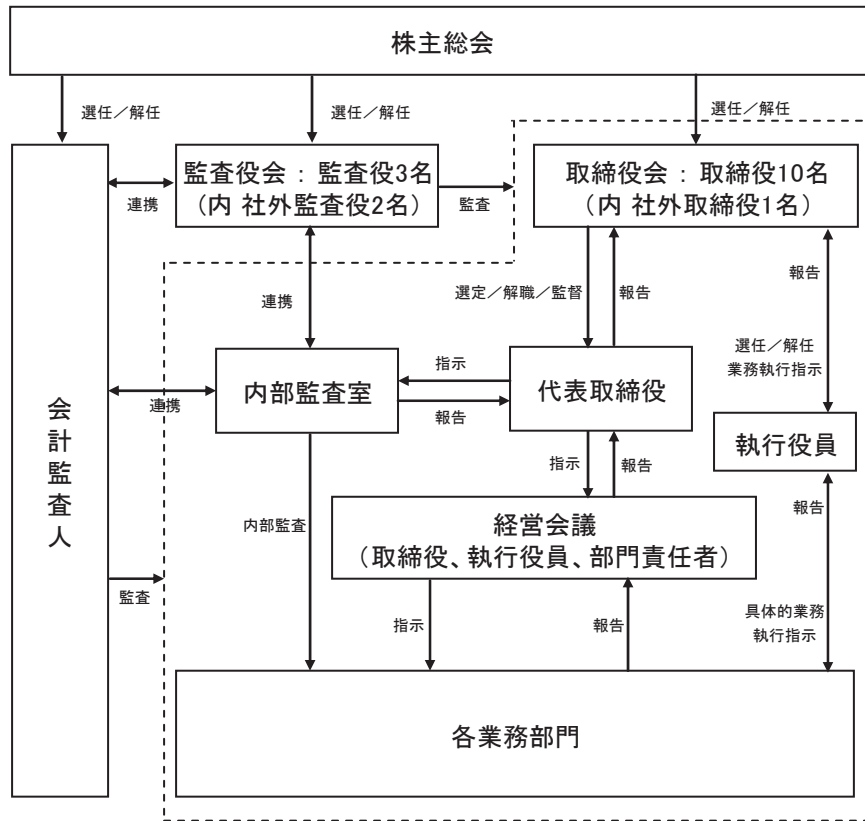 株主総会
選任／解任
選任／解任
選任／解任
監査役会 ： 監査役3名
（内 社外監査役2名）
取締役会 ： 取締役10名
（内 社外取締役1名）
連携
監査
連携
選定／解職／監督
報告
報告
選任／解任
業務執行指示
内部監査室
指示
報告
代表取締役
連携
会計監査人
執行役員
指示
報告
報告
内部監査
経営会議
（取締役、執行役員、部門責任者）
監査
指示
報告
具体的業務
執行指示
各業務部門